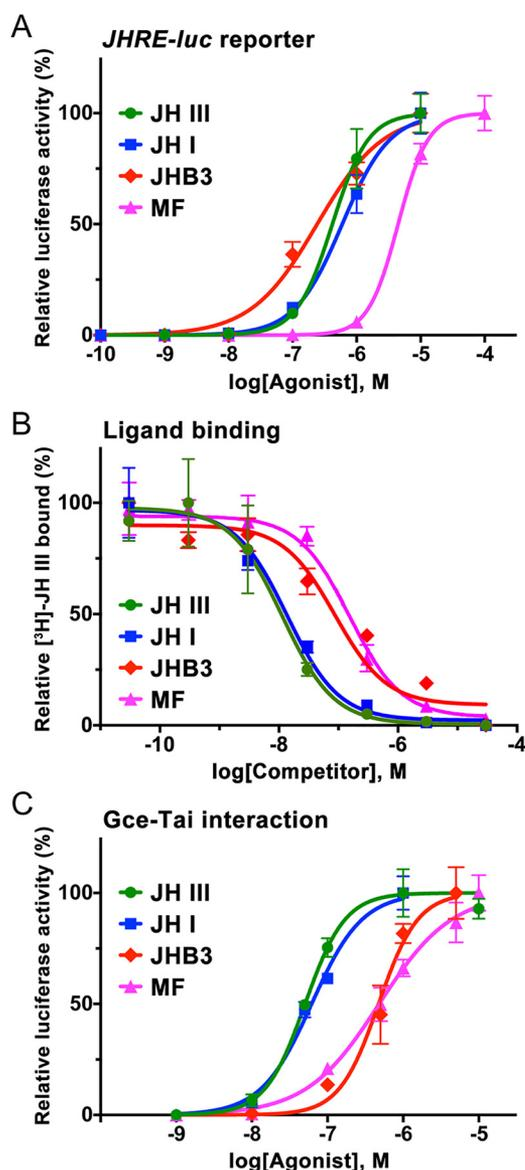 A
JHRE-luc reporter
Relative luciferase activity (%)
100
50
0
JH III
JH I
JHB3
MF
-10 -9 -8 -7 -6 -5 -4
log[Agonist], M
B
Ligand binding
Relative [³H]-JH III bound (%)
100
50
0
JH III
JH I
JHB3
MF
-10 -8 -6 -4
log[Competitor], M
C
Gce-Tai interaction
Relative luciferase activity (%)
100
50
0
JH III
JH I
JHB3
MF
-9 -8 -7 -6 -5
log[Agonist], M